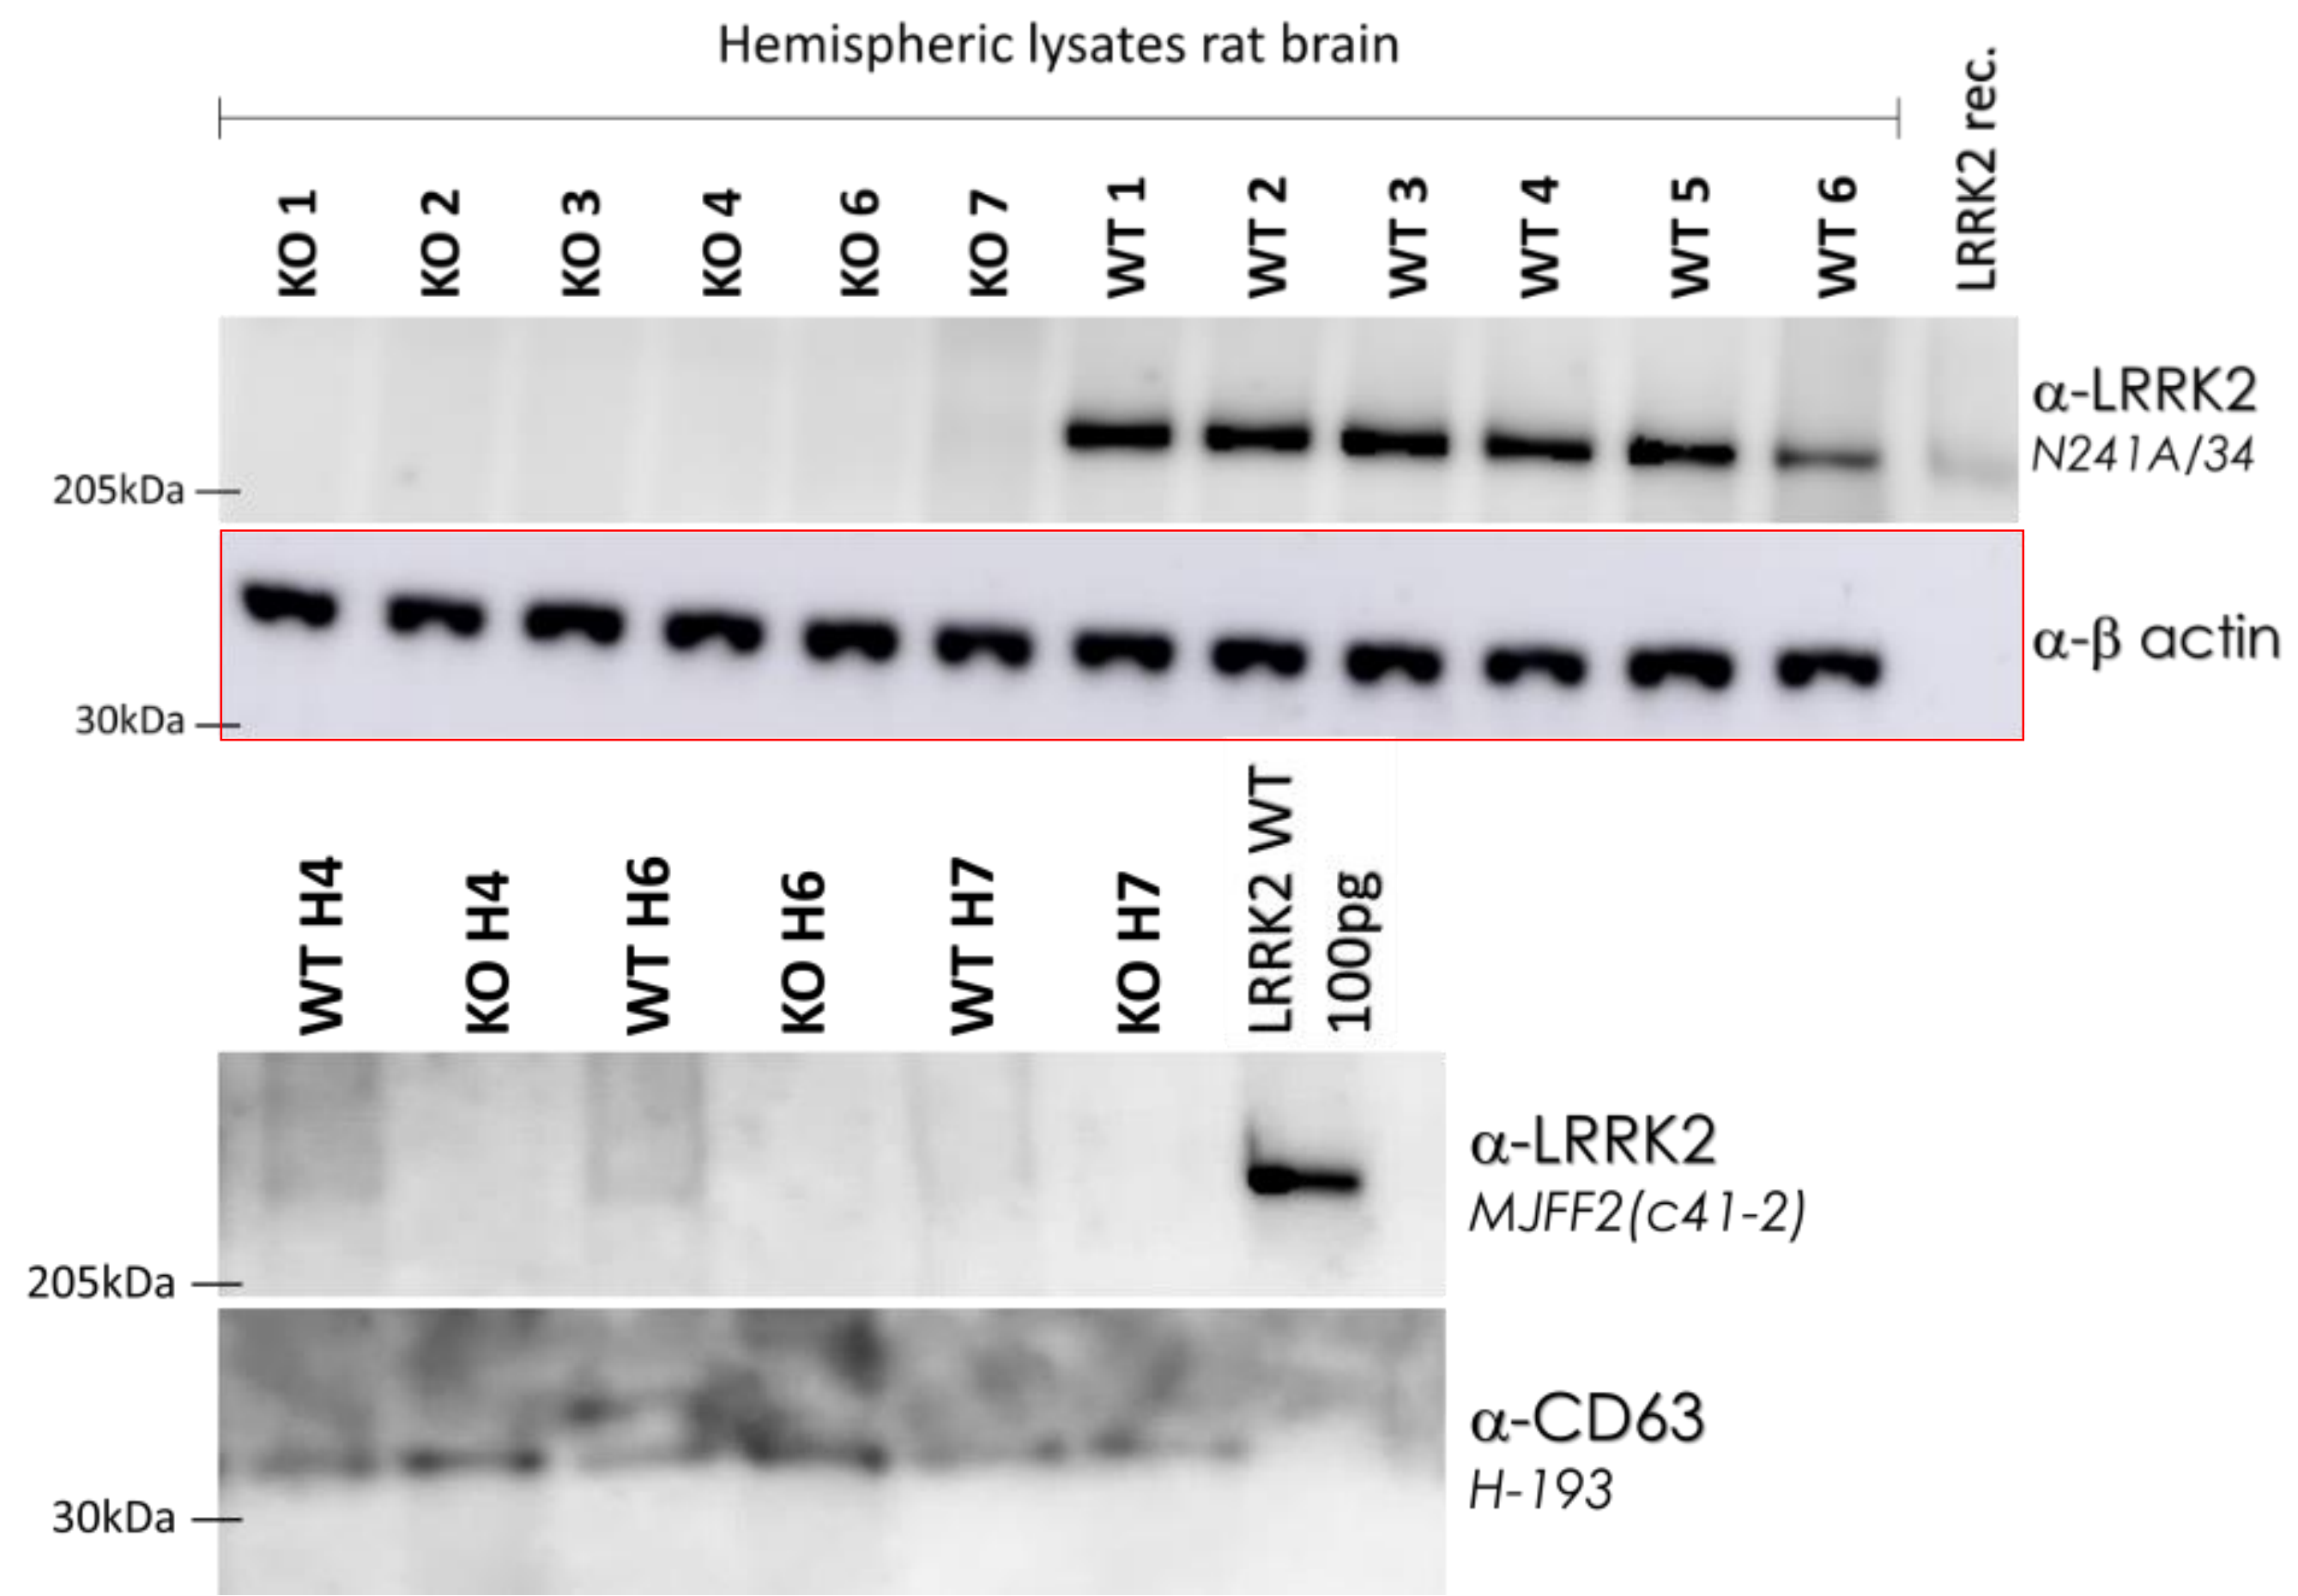 Hemispheric lysates rat brain
KO 1
KO 2
KO 3
KO 4
KO 6
KO 7
WT 1
WT 2
WT 3
WT 4
WT 5
WT 6
LRRK2 rec.
α-LRRK2
N241A/34
205kDa
α-β actin
30kDa
WT H4
KO H4
WT H6
KO H6
WT H7
KO H7
LRRK2 WT
100pg
α-LRRK2
MJFF2(c41-2)
205kDa
α-CD63
H-193
30kDa